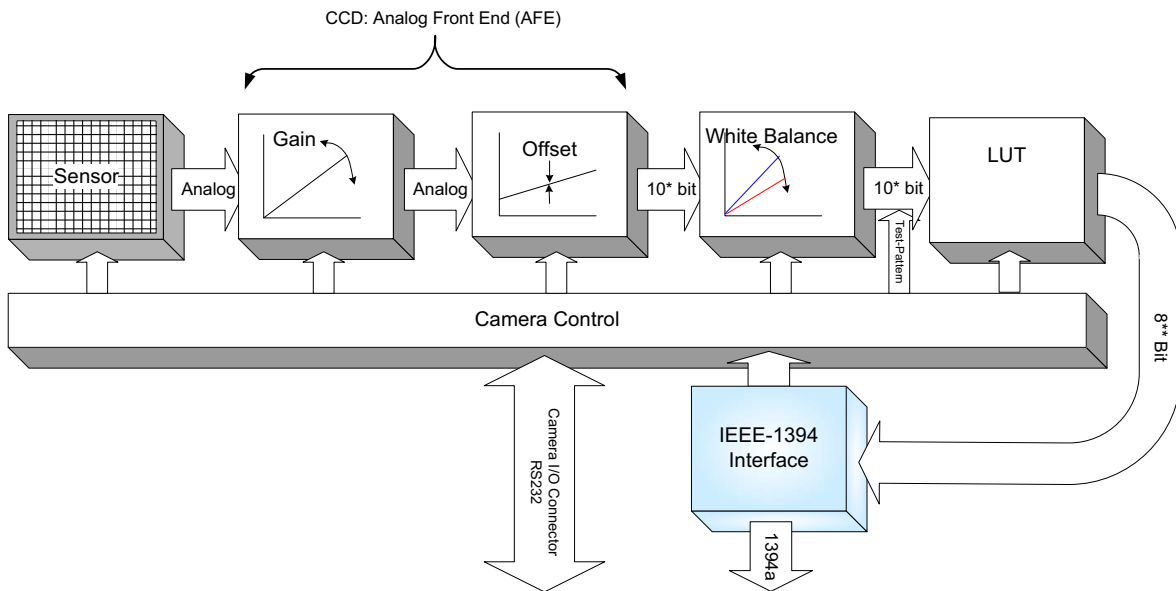 CCD: Analog Front End (AFE)
Sensor
Analog
Gain
Analog
Offset
10* bit
White Balance
10* bit
Test-Pattern
LUT
8** Bit
Camera Control
Camera I/O Connector
RS232
IEEE-1394
Interface
1394a